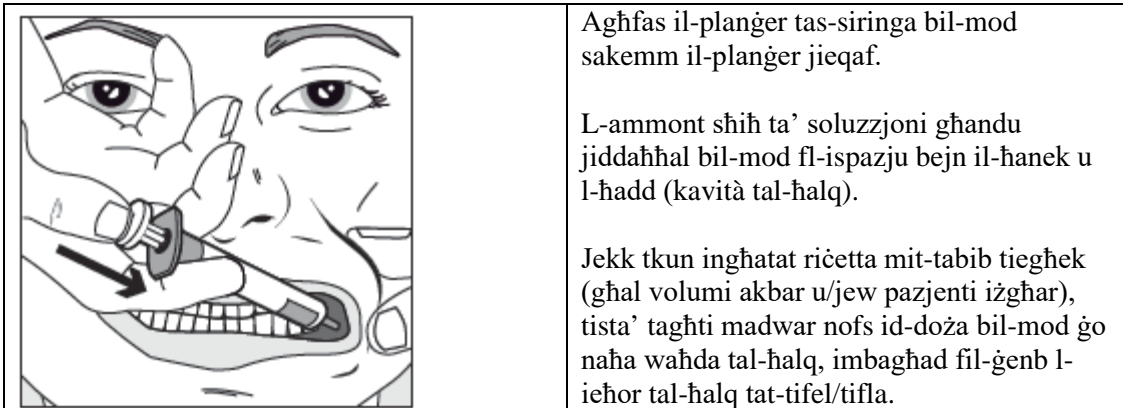 Agħfas il-planġer tas-siringa bil-mod
sakemm il-planġer jieqaf.
L-ammont sħiħ ta’ soluzzjoni għandu
jiddaħħal bil-mod fl-ispazju bejn il-ħanek u
l-ħadd (kavità tal-ħalq).
Jekk tkun ingħatat riċetta mit-tabib tiegħek
(għal volumi akbar u/jew pazjenti iżgħar),
tista’ tagħti madwar nofs id-doża bil-mod ġo
naħa waħda tal-ħalq, imbagħad fil-ġenb l-
ieħor tal-ħalq tat-tifel/tifla.